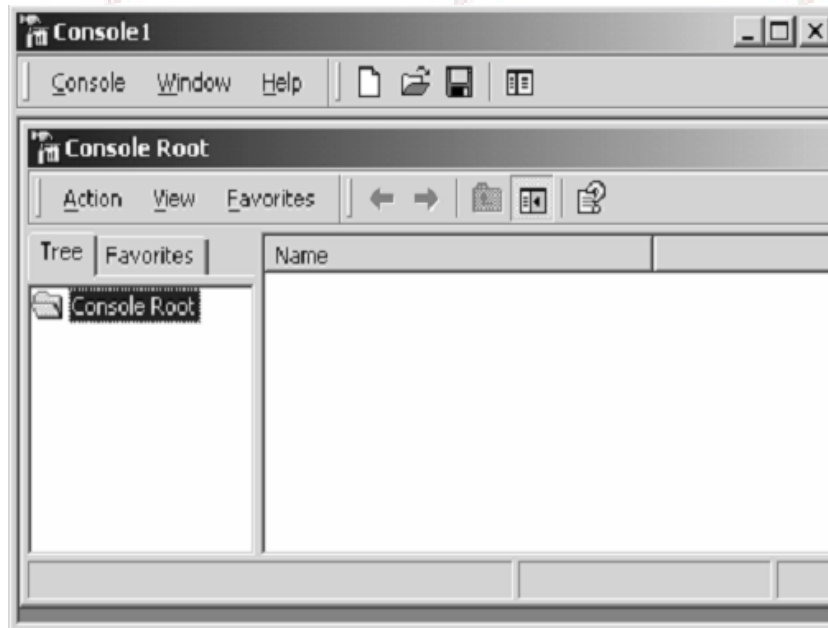 Console1
Console Window Help
Console Root
Action View Favorites
Tree Favorites Name
Console Root